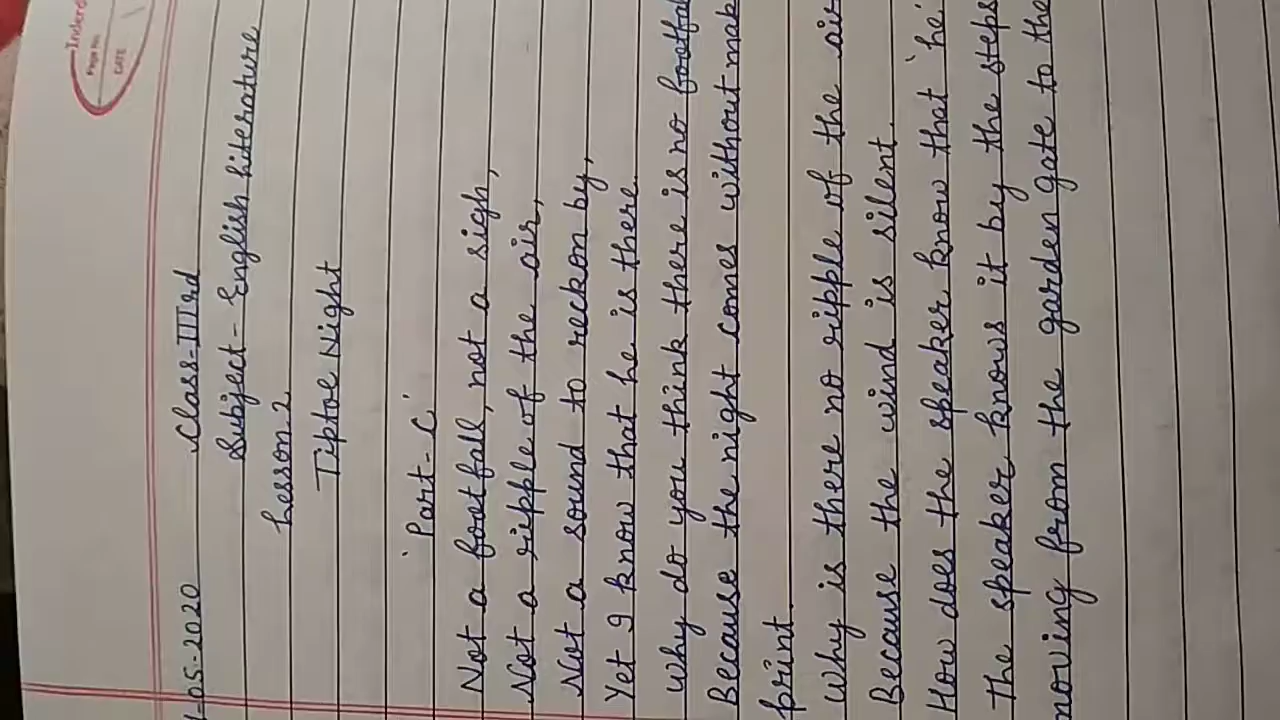 Page No.
DATE
-05-2020 Class-IIIrd
Subject - English Literature
Lesson.2
Tiptoe Night
'Part-C'
Not a footfall, not a sigh,
Not a ripple of the air,
Not a sound to reckon by,
Yet I know that he is there.
Why do you think there is no
Because the night comes without
print.
Why is there no ripple of the air
Because the wind is silent.
How does the speaker know that 'he'
The speaker knows it by the steps
moving from the garden gate to the